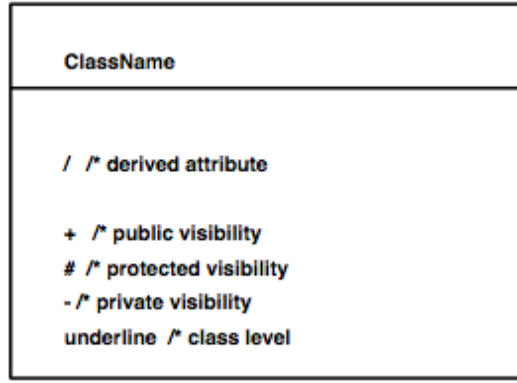 ClassName
/ /* derived attribute
+ /* public visibility
# /* protected visibility
- /* private visibility
underline /* class level